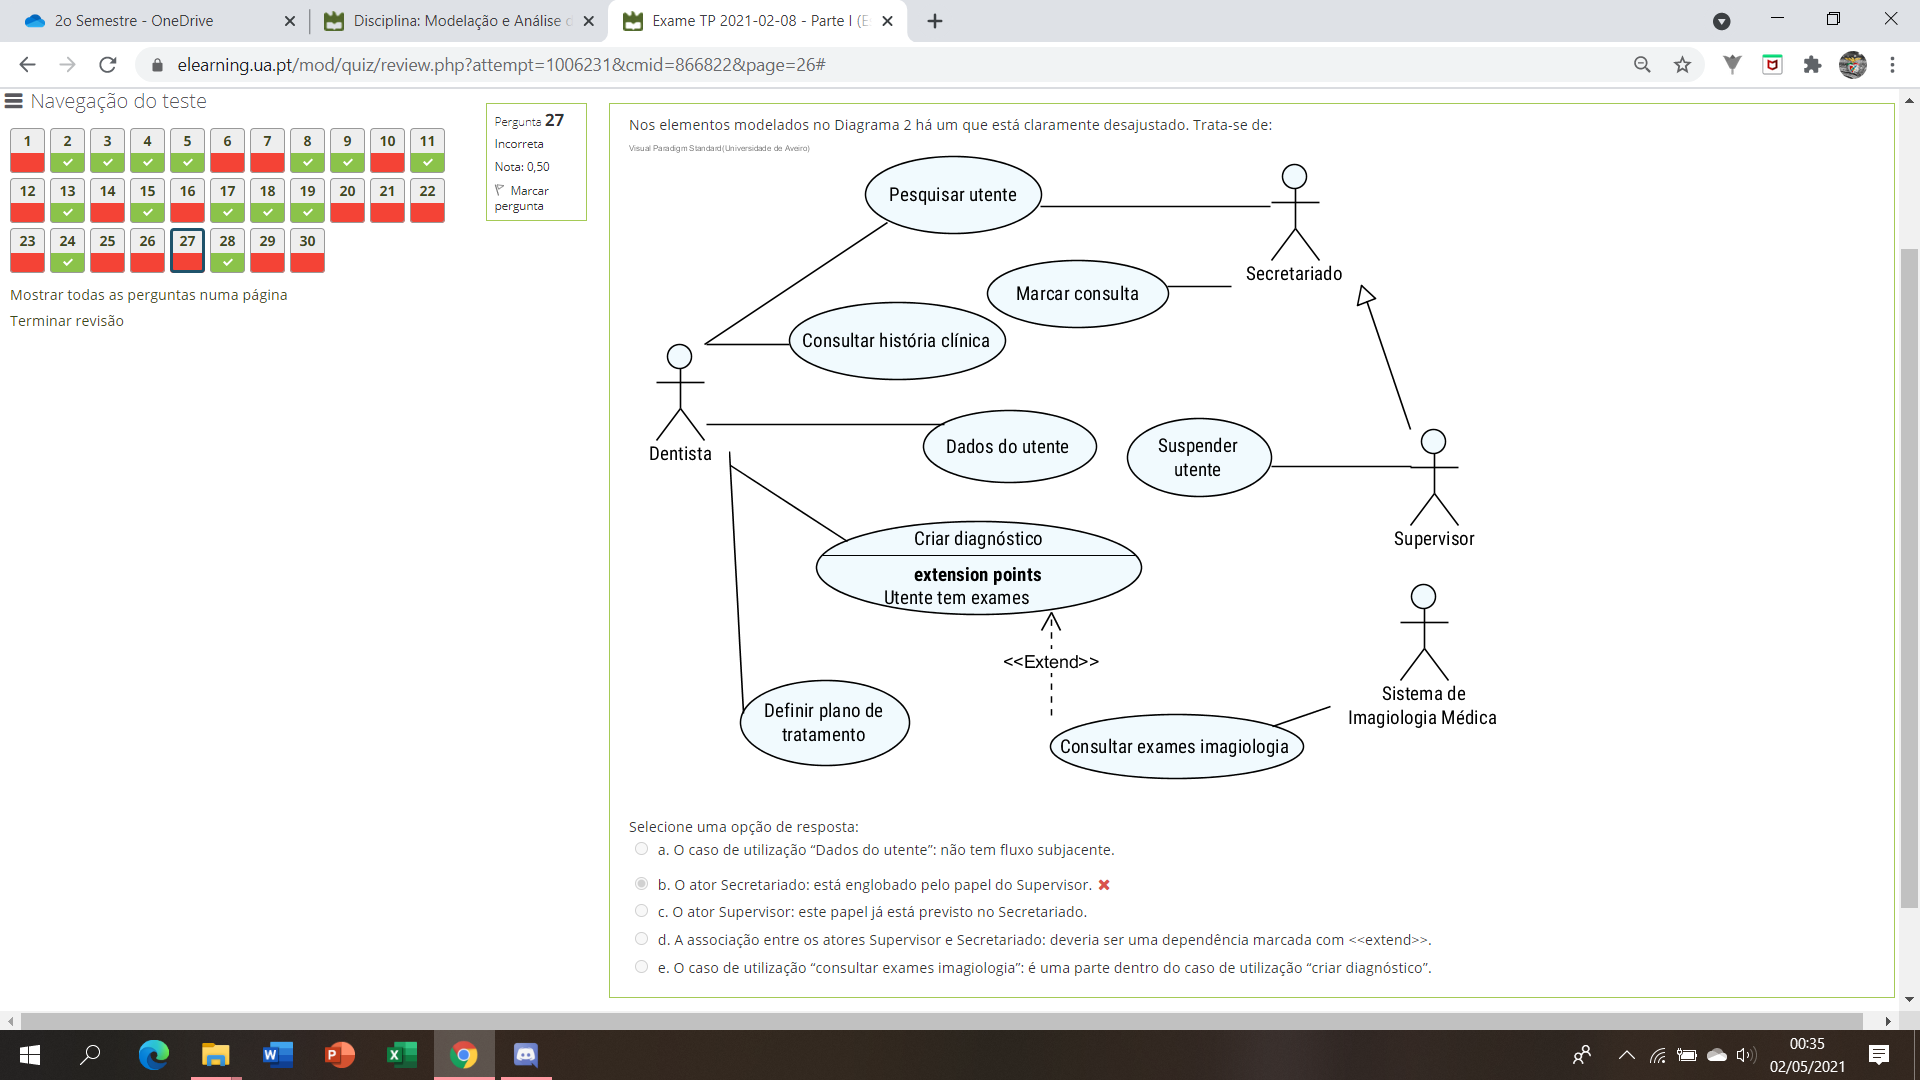 2o Semestre - OneDrive
Disciplina: Modelação e Análise d
Exame TP 2021-02-08 - Parte I (E
elearning.ua.pt/mod/quiz/review.php?attempt=1006231&cmid=866822&page=26#
Navegação do teste
1 2 3 4 5 6 7 8 9 10 11
12 13 14 15 16 17 18 19 20 21 22
23 24 25 26 27 28 29 30
Mostrar todas as perguntas numa página
Terminar revisão
Pergunta 27
Incorreta
Nota: 0,50
Marcar
pergunta
Nos elementos modelados no Diagrama 2 há um que está claramente desajustado. Trata-se de:
Visual Paradigm Standard(Universidade de Aveiro)
Pesquisar utente
Secretariado
Marcar consulta
Consultar história clínica
Dentista
Dados do utente
Suspender
utente
Supervisor
Criar diagnóstico
extension points
Utente tem exames
<<Extend>>
Sistema de
Imagiologia Médica
Definir plano de
tratamento
Consultar exames imagiologia
Selecione uma opção de resposta:
a. O caso de utilização “Dados do utente”: não tem fluxo subjacente.
b. O ator Secretariado: está englobado pelo papel do Supervisor.
c. O ator Supervisor: este papel já está previsto no Secretariado.
d. A associação entre os atores Supervisor e Secretariado: deveria ser uma dependência marcada com <<extend>>.
e. O caso de utilização “consultar exames imagiologia”: é uma parte dentro do caso de utilização “criar diagnóstico”.
00:35
02/05/2021